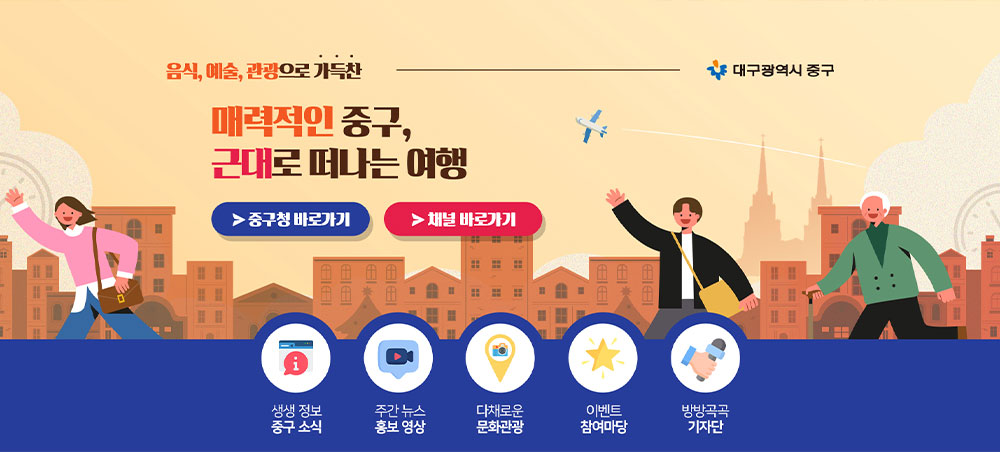 음식, 예술, 관광으로 가득찬
대구광역시 중구
매력적인 중구,
근대로 떠나는 여행
> 중구청 바로가기
> 채널 바로가기
생생 정보
중구 소식
주간 뉴스
홍보 영상
다채로운
문화관광
이벤트
참여마당
방방곡곡
기자단